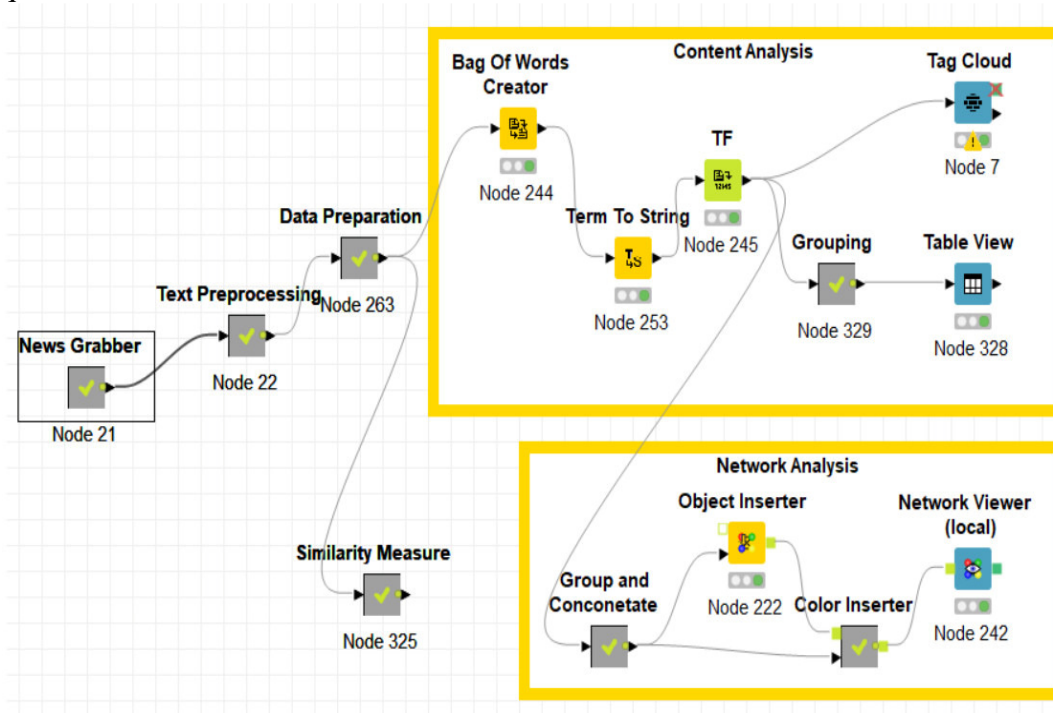 Content Analysis
Bag Of Words
Creator
Node 244
Term To String
Node 253
TF
Node 245
Tag Cloud
Node 7
Grouping
Node 329
Table View
Node 328
Data Preparation
Node 263
Text Preprocessing
Node 22
News Grabber
Node 21
Similarity Measure
Node 325
Network Analysis
Object Inserter
Node 222
Group and
Conconetate
Color Inserter
Network Viewer
(local)
Node 242